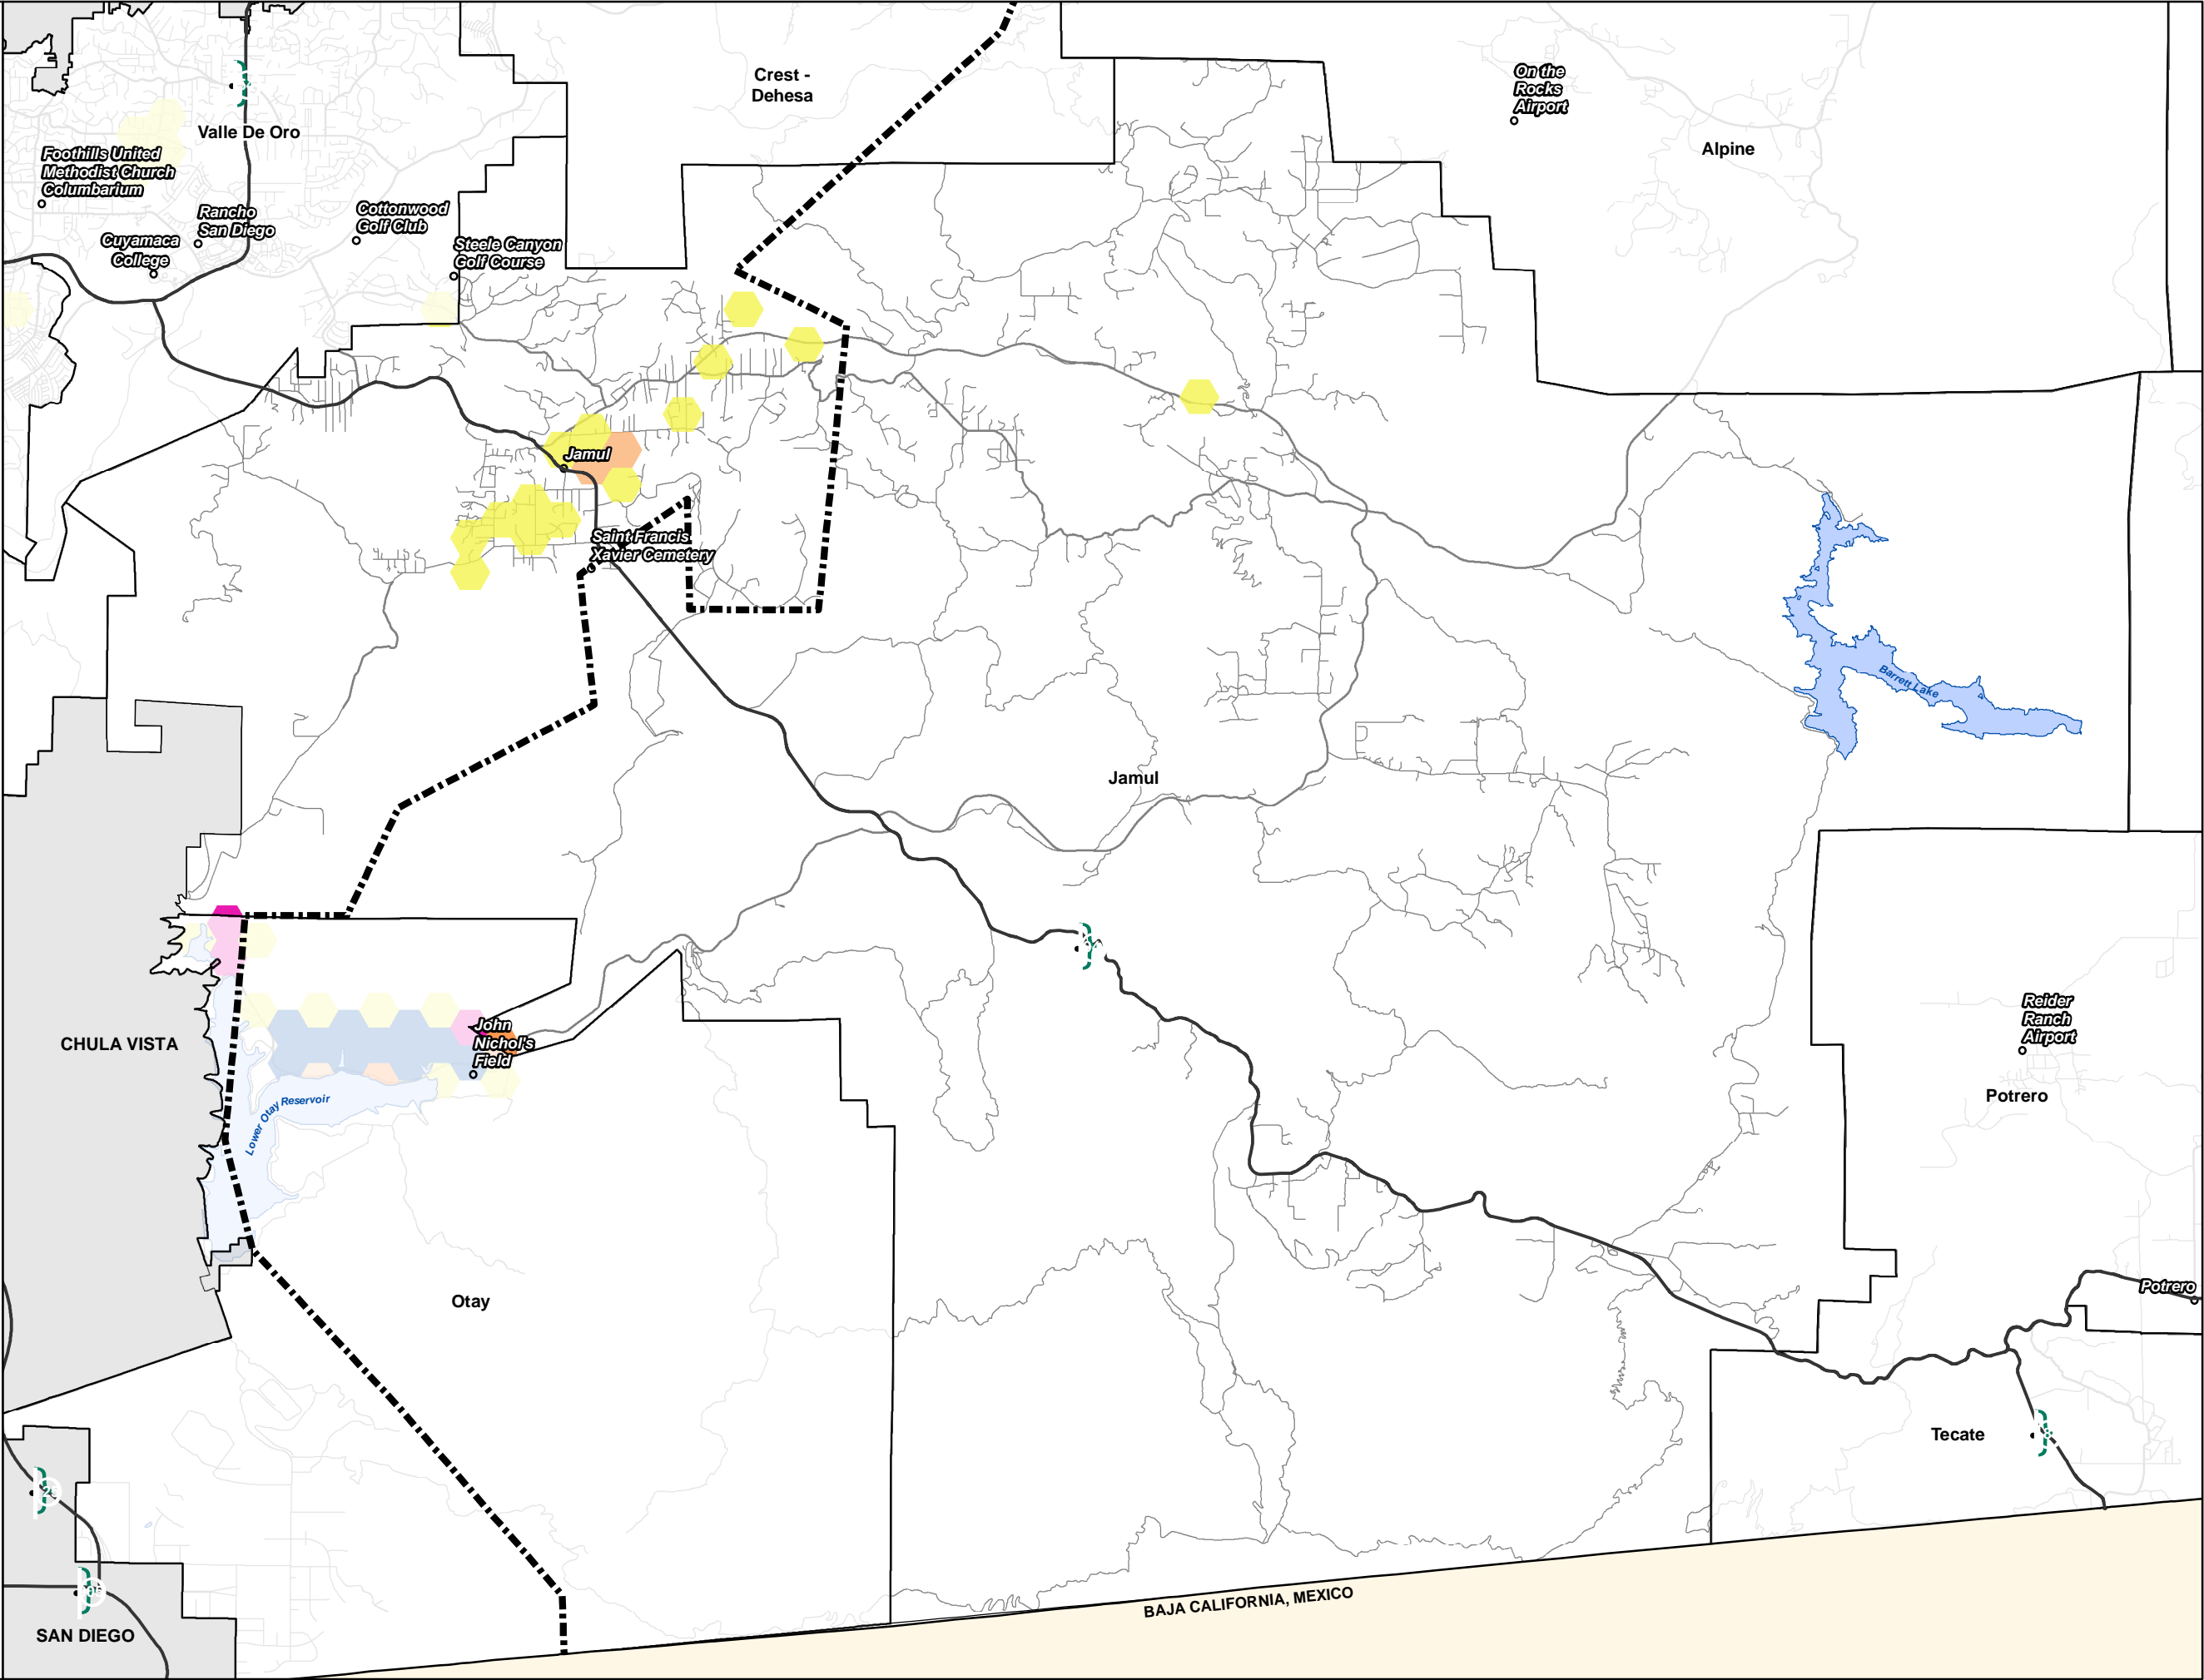 Crest -
Dehesa
On the
Rocks
Airport
Valle De Oro
Alpine
Foothills United
Methodist Church
Columbarium
Rancho
San Diego
Cottonwood
Golf Club
Cuyamaca
College
Steele Canyon
Golf Course
Jamul
Saint Francis
Xavier Cemetery
Barrett Lake
Jamul
CHULA VISTA
John
Nichol's
Field
Reider
Ranch
Airport
Potrero
Lower Otay Reservoir
Otay
Potrero
Tecate
BAJA CALIFORNIA, MEXICO
SAN DIEGO